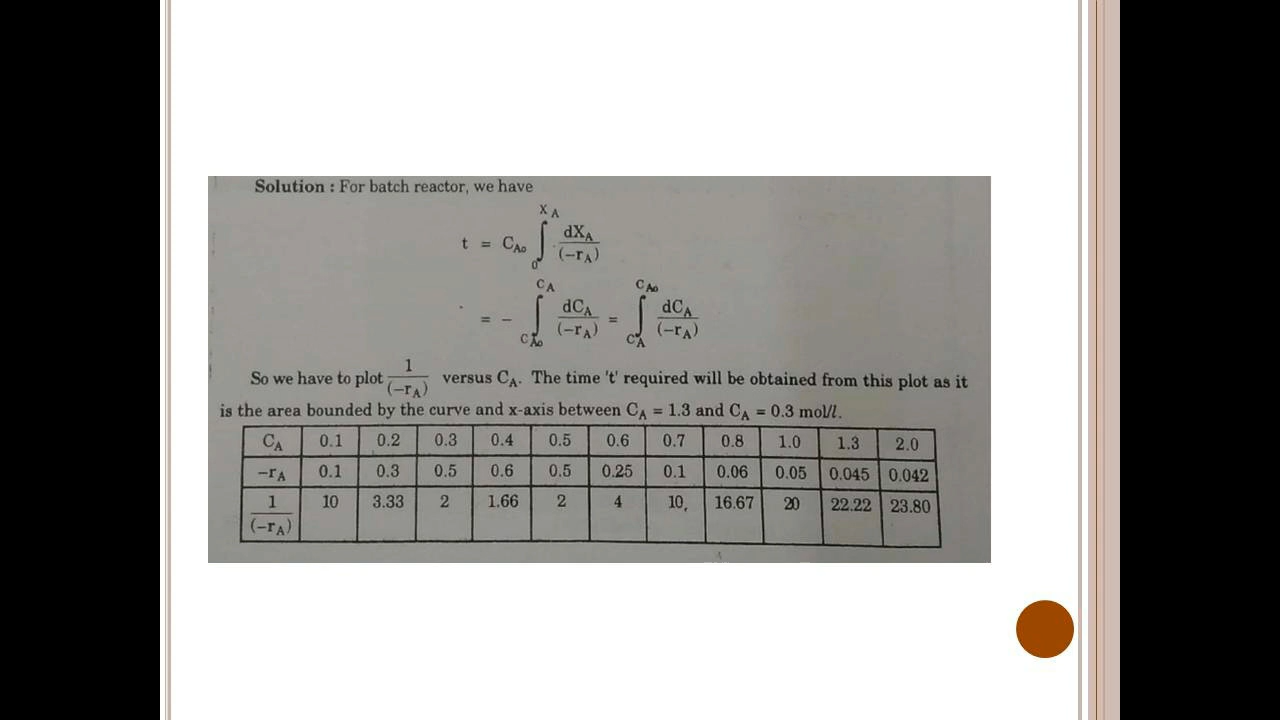 Solution : For batch reactor, we have
t = C_Ao ∫_0^{X_A} dX_A / (–r_A)
= – ∫_{C_Ao}^{C_A} dC_A / (–r_A) = ∫_{C_A}^{C_Ao} dC_A / (–r_A)
So we have to plot 1 / (–r_A) versus C_A. The time 't' required will be obtained from this plot as it
is the area bounded by the curve and x-axis between C_A = 1.3 and C_A = 0.3 mol/l.
C_A 0.1 0.2 0.3 0.4 0.5 0.6 0.7 0.8 1.0 1.3 2.0
–r_A 0.1 0.3 0.5 0.6 0.5 0.25 0.1 0.06 0.05 0.045 0.042
1 / (–r_A) 10 3.33 2 1.66 2 4 10, 16.67 20 22.22 23.80